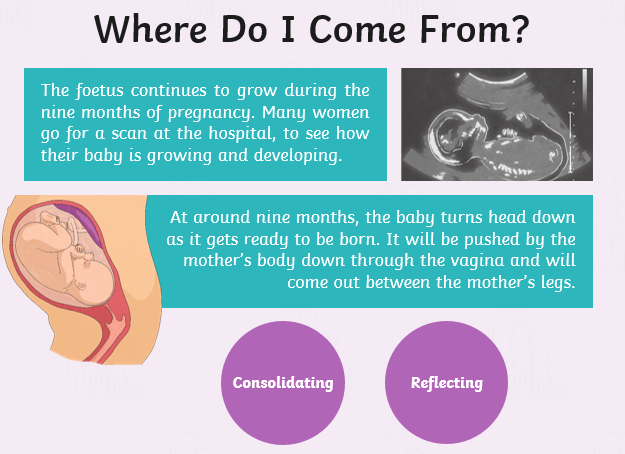 Where Do I Come From?
The foetus continues to grow during the
nine months of pregnancy. Many women
go for a scan at the hospital, to see how
their baby is growing and developing.
At around nine months, the baby turns head down
as it gets ready to be born. It will be pushed by the
mother's body down through the vagina and will
come out between the mother's legs.
Consolidating
Reflecting